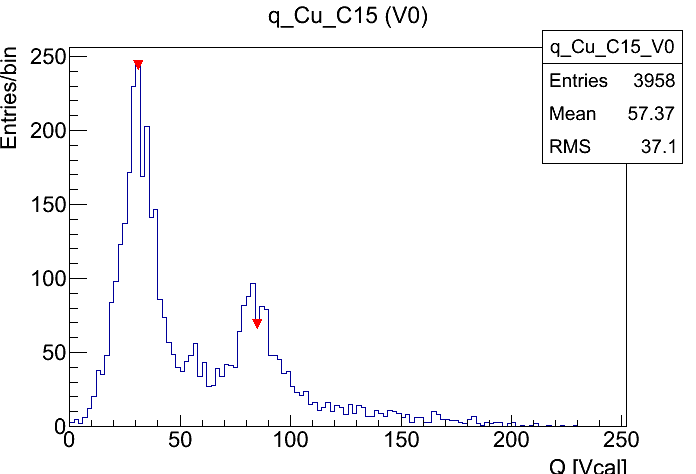 q_Cu_C15 (V0)
q_Cu_C15_V0
Entries 3958
Mean 57.37
RMS 37.1
Entries/bin
250
200
150
100
50
0
0 50 100 150 200 250
Q [Vcal]